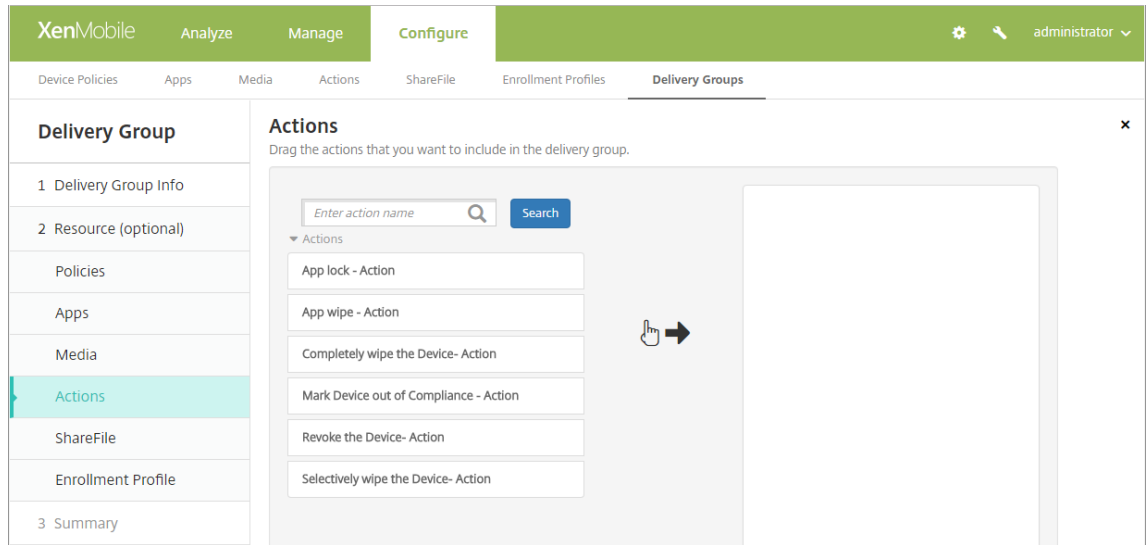 XenMobile Analyze Manage Configure administrator
Device Policies Apps Media Actions ShareFile Enrollment Profiles Delivery Groups
Delivery Group
1 Delivery Group Info
2 Resource (optional)
Policies
Apps
Media
Actions
ShareFile
Enrollment Profile
3 Summary
Actions
Drag the actions that you want to include in the delivery group.
Enter action name Search
Actions
App lock - Action
App wipe - Action
Completely wipe the Device- Action
Mark Device out of Compliance - Action
Revoke the Device- Action
Selectively wipe the Device- Action